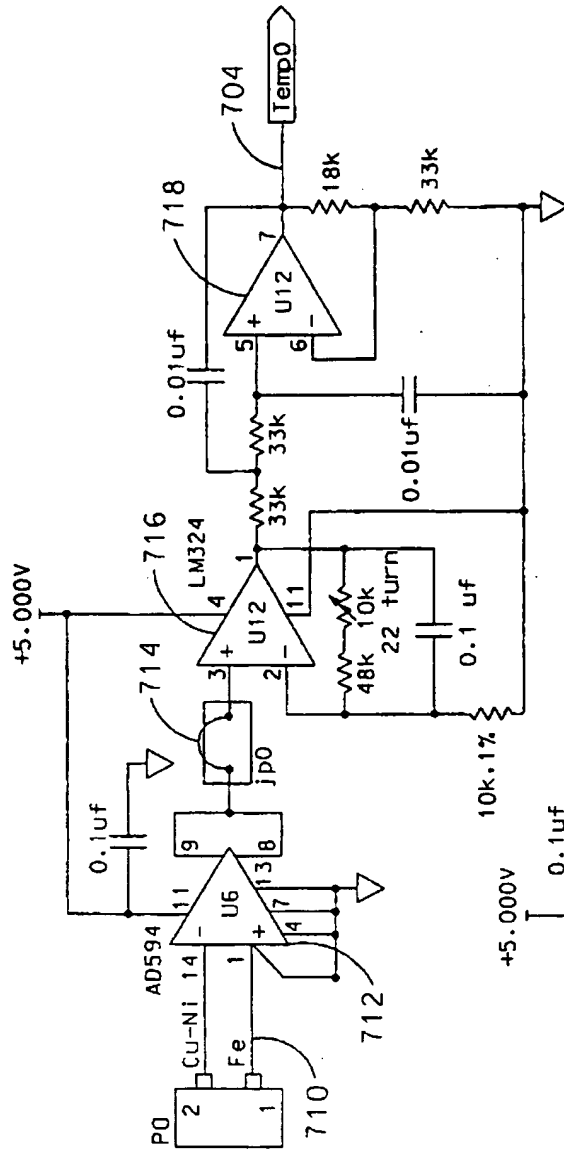 +5.000V
0.1uf
714
716
LM324
0.01uf
718
704
Temp0
AD594
11
9
8
U6
-
+
13
7
4
1
14
Cu-Ni
Fe
P0
2
1
710
712
jp0
3
2
+
-
U12
4
11
1
33k
33k
5
6
+
-
U12
7
18k
33k
0.01uf
48k
10k
22 turn
0.1 uf
10k.1%
+5.000V
0.1uf